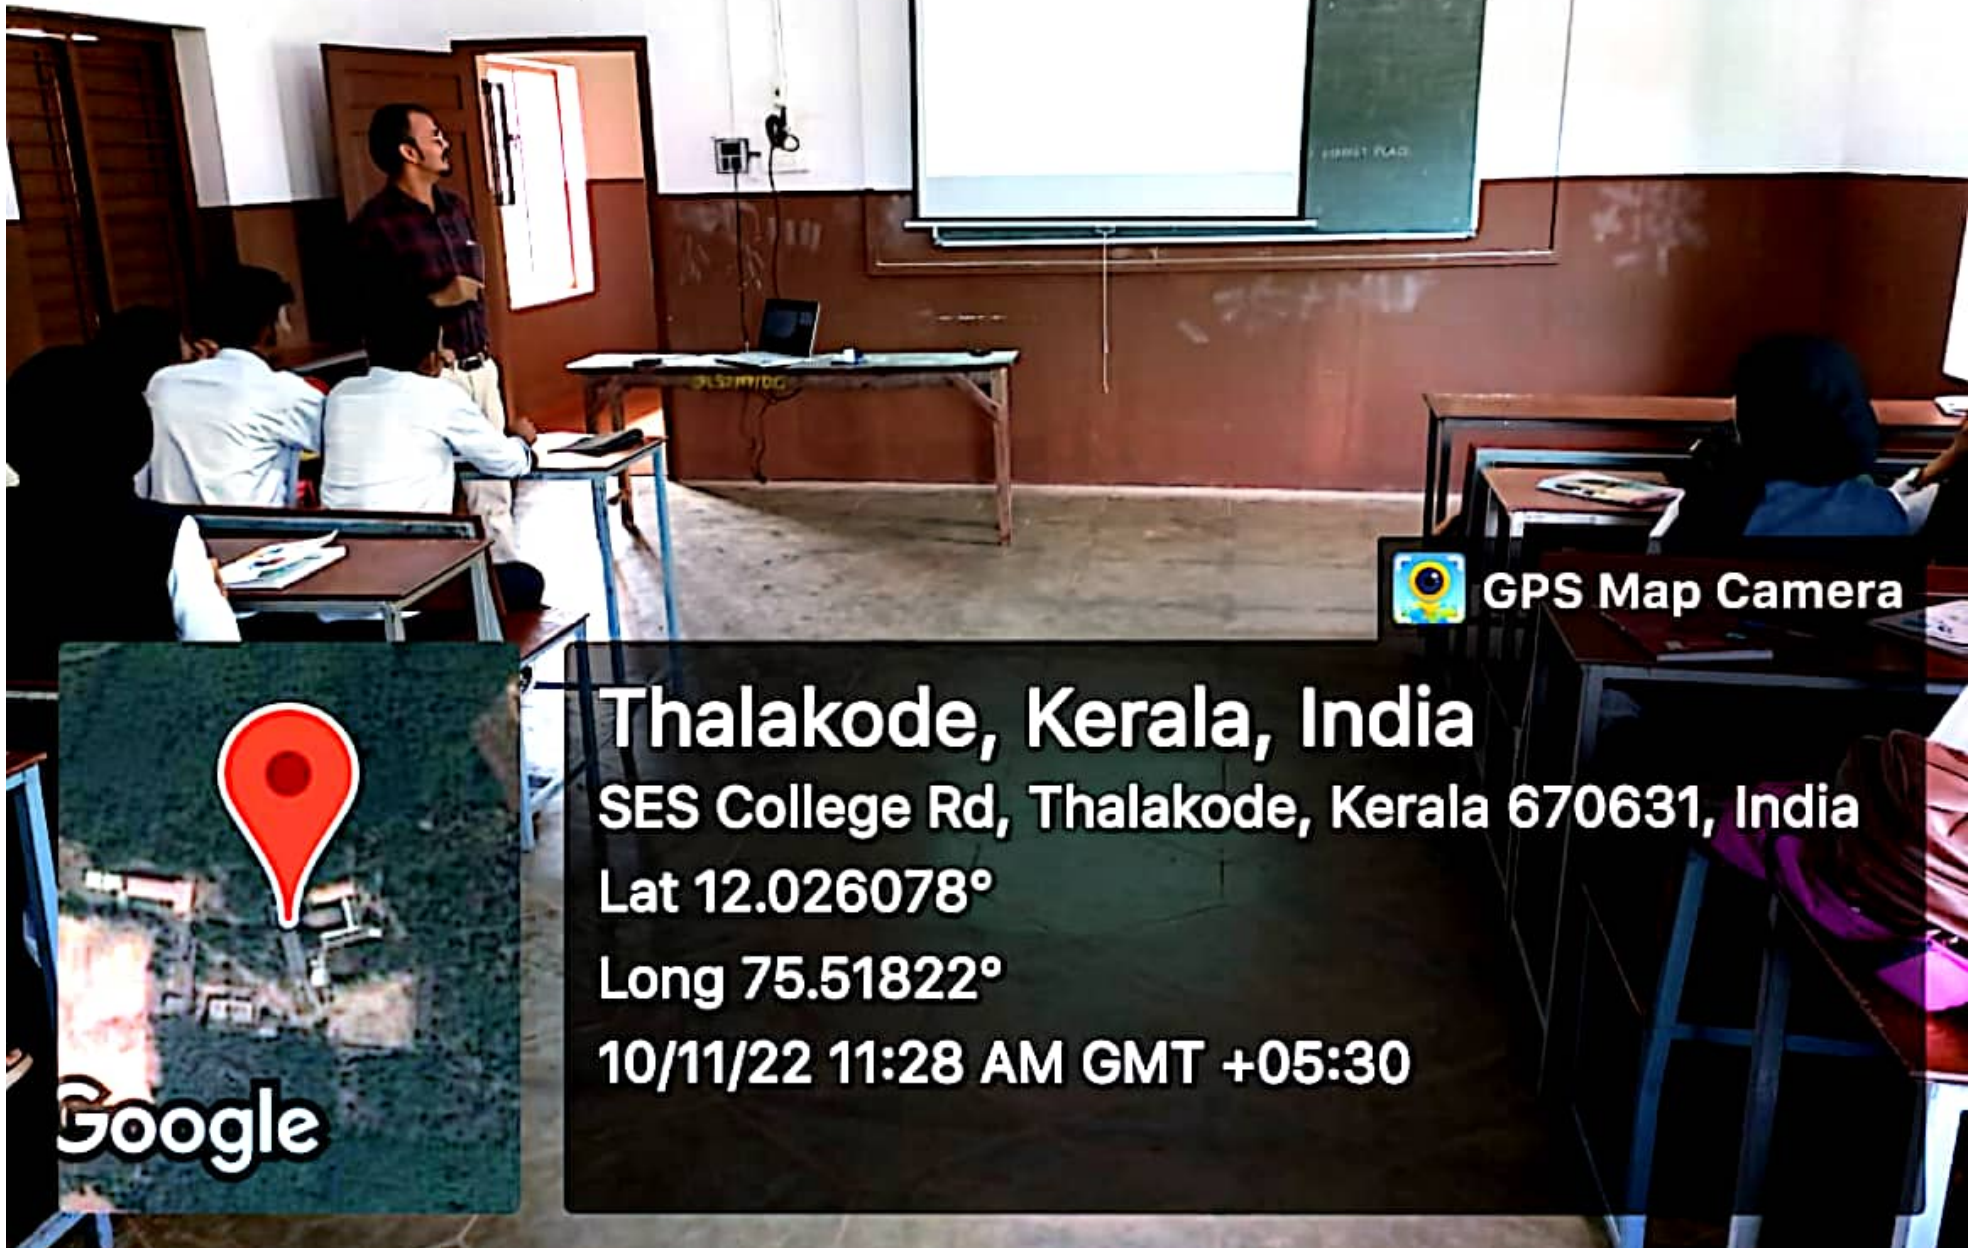 PLACE
GPS Map Camera
Thalakode, Kerala, India
SES College Rd, Thalakode, Kerala 670631, India
Lat 12.026078°
Long 75.51822°
10/11/22 11:28 AM GMT +05:30
Google